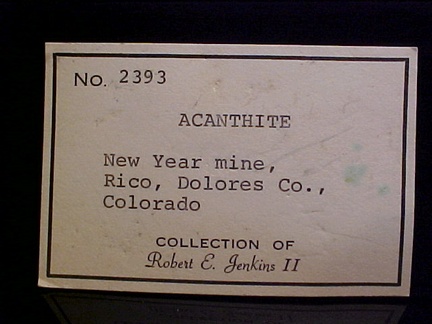 No. 2393
ACANTHITE
New Year mine,
Rico, Dolores Co.,
Colorado
COLLECTION OF
Robert E. Jenkins II